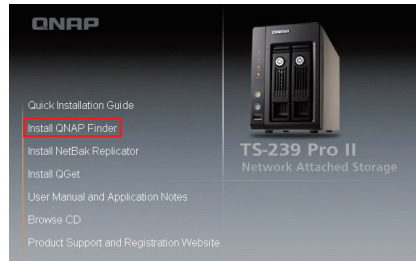 QNAP
Quick Installation Guide
Install QNAP Finder
Install NetBak Replicator
Install QGet
User Manual and Application Notes
Browse CD
Product Support and Registration Website
TS-239 Pro II
Network Attached Storage